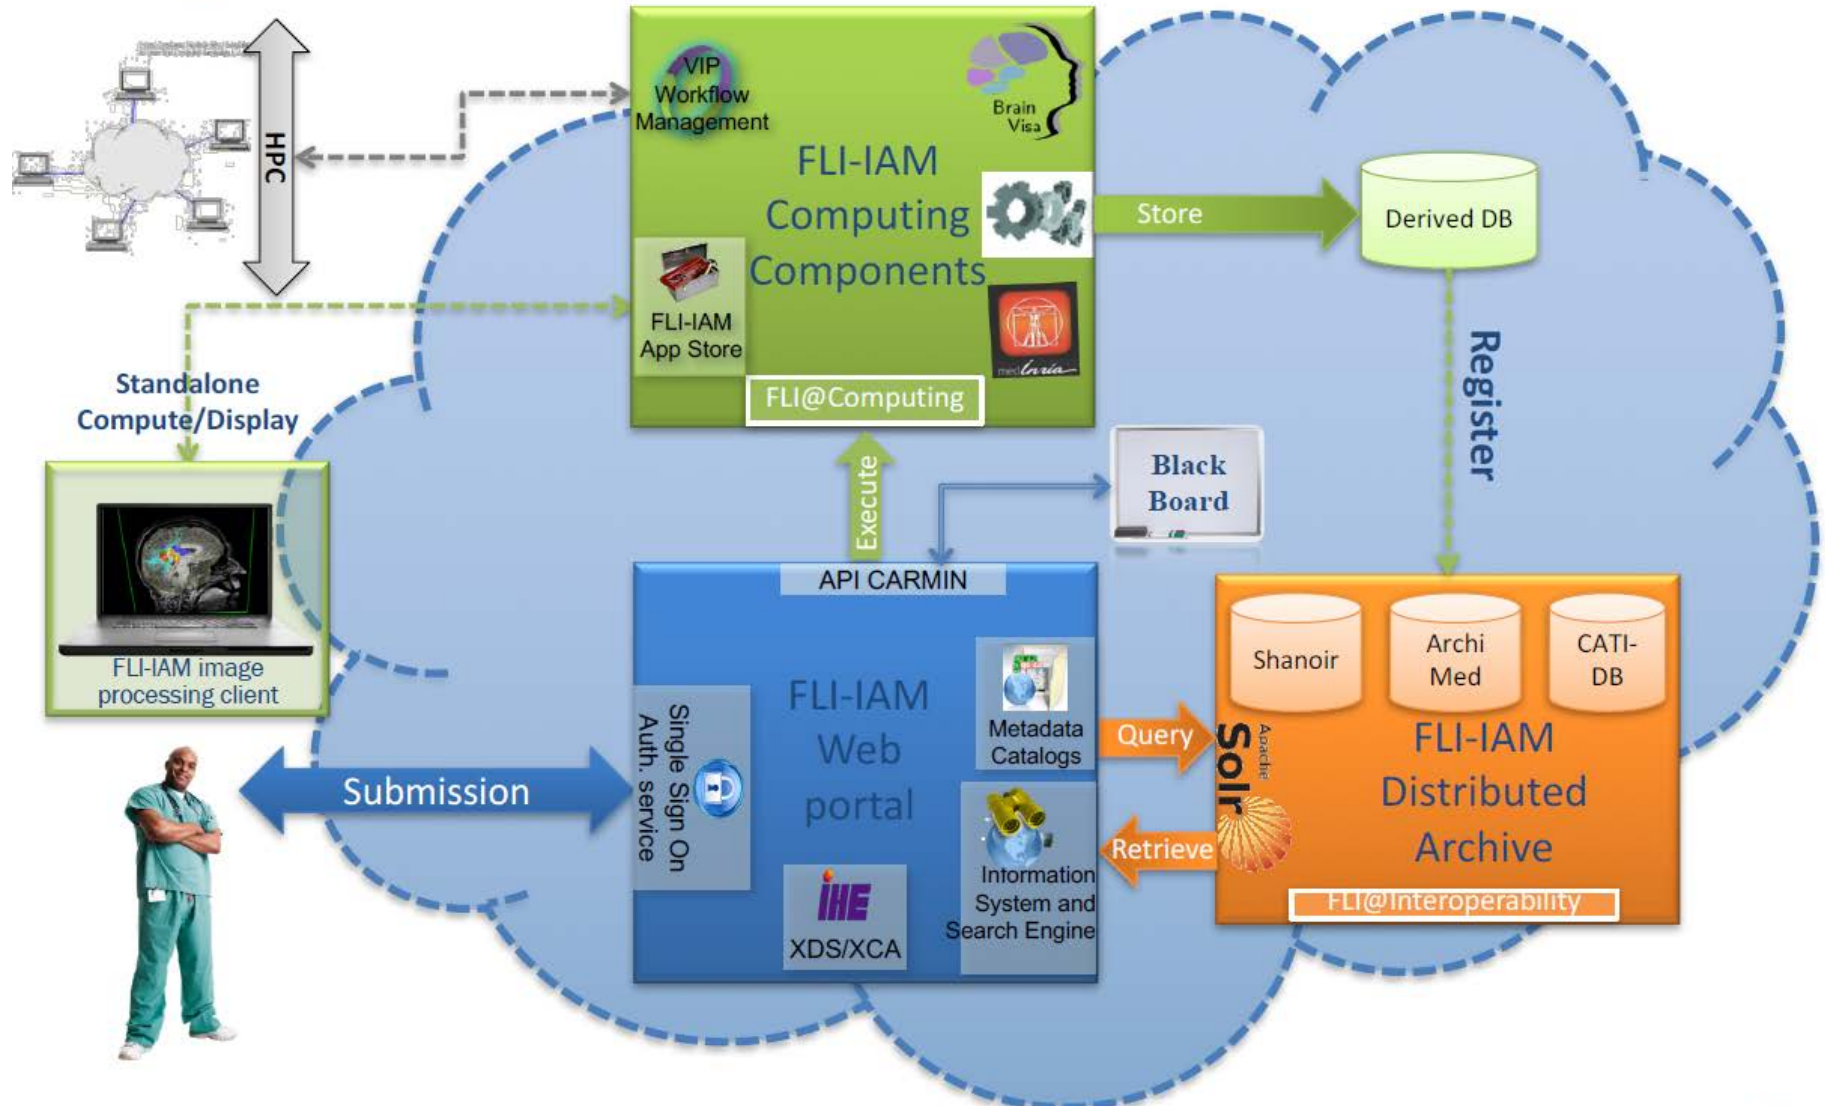 HPC
VIP
Workflow
Management
Brain
Visa
FLI-IAM
Computing
Components
FLI-IAM
App Store
medInria
FLI@Computing
Store
Derived DB
Register
Standalone
Compute/Display
FLI-IAM image
processing client
Execute
Black
Board
API CARMIN
FLI-IAM
Web
portal
Single Sign On
Auth. service
Metadata
Catalogs
Information
System and
Search Engine
IHE
XDS/XCA
Submission
Query
Retrieve
Shanoir
Archi
Med
CATI-
DB
Apache
Solr
FLI-IAM
Distributed
Archive
FLI@Interoperability